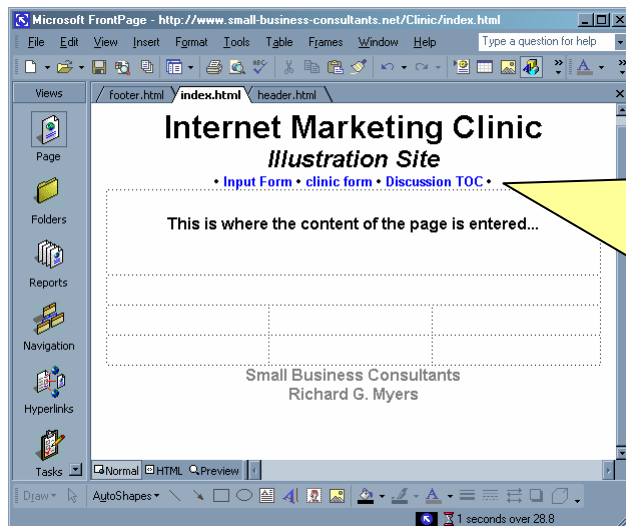 Microsoft FrontPage - http://www.small-business-consultants.net/Clinic/index.html
File Edit View Insert Format Tools Table Frames Window Help Type a question for help
Views footer.html index.html header.html
Internet Marketing Clinic
Illustration Site
• Input Form • clinic form • Discussion TOC •
This is where the content of the page is entered...
Small Business Consultants
Richard G. Myers
Page
Folders
Reports
Navigation
Hyperlinks
Tasks
Normal HTML Preview
Draw AutoShapes
1 seconds over 28.8